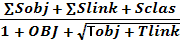 ∑Sobj + ∑Slink + Sclas
1 + OBJ + √Tobj + Tlink